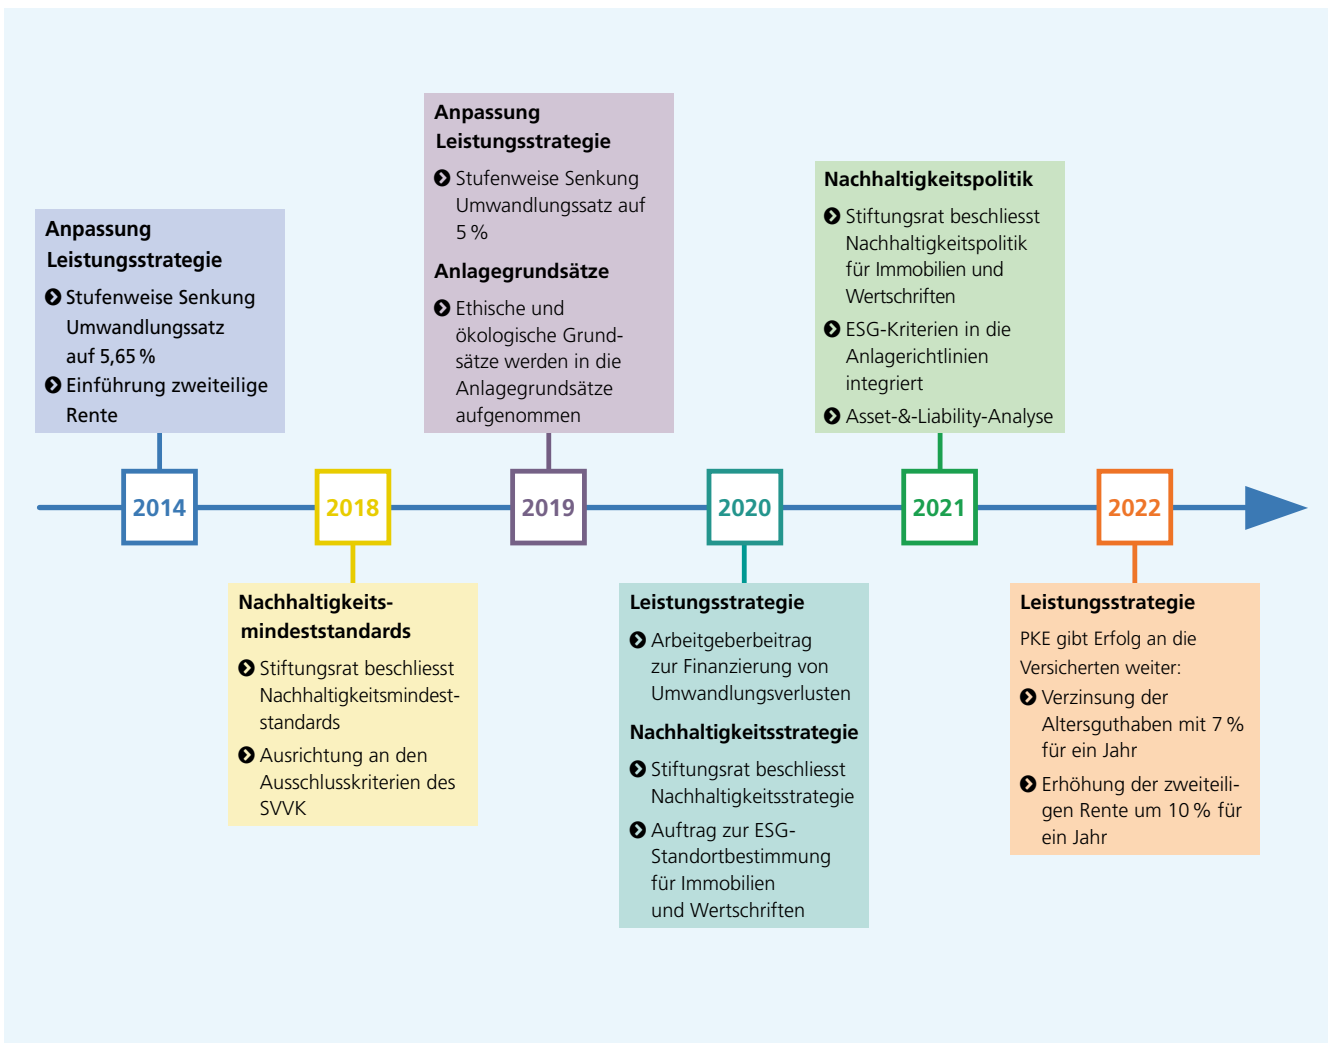 Anpassung
Leistungsstrategie
Stufenweise Senkung
Umwandlungssatz
auf 5,65 %
Einführung zweiteilige
Rente
2014
2018
Nachhaltigkeits-
mindeststandards
Stiftungsrat beschliesst
Nachhaltigkeitsmindest-
standards
Ausrichtung an den
Ausschlusskriterien des
SVVK
Anpassung
Leistungsstrategie
Stufenweise Senkung
Umwandlungssatz auf
5 %
Anlagegrundsätze
Ethische und
ökologische Grund-
sätze werden in die
Anlagegrundsätze
aufgenommen
2019
2020
Leistungsstrategie
Arbeitgeberbeitrag
zur Finanzierung von
Umwandlungsverlusten
Nachhaltigkeitsstrategie
Stiftungsrat beschliesst
Nachhaltigkeitsstrategie
Auftrag zur ESG-
Standortbestimmung
für Immobilien
und Wertschriften
Nachhaltigkeitspolitik
Stiftungsrat beschliesst
Nachhaltigkeitspolitik
für Immobilien und
Wertschriften
ESG-Kriterien in die
Anlagerichtlinien
integriert
Asset-&-Liability-Analyse
2021
2022
Leistungsstrategie
PKE gibt Erfolg an die
Versicherten weiter:
Verzinsung der
Altersguthaben mit 7 %
für ein Jahr
Erhöhung der zweiteili-
gen Rente um 10 % für
ein Jahr